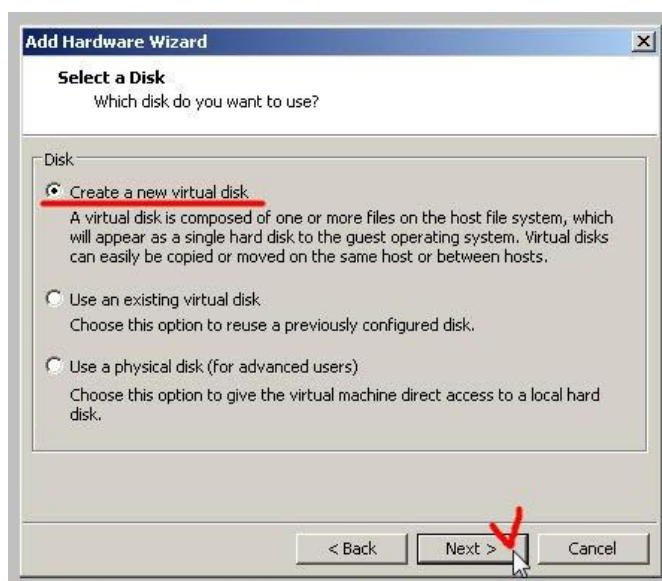 Add Hardware Wizard
Select a Disk
Which disk do you want to use?
Disk
Create a new virtual disk
A virtual disk is composed of one or more files on the host file system, which
will appear as a single hard disk to the guest operating system. Virtual disks
can easily be copied or moved on the same host or between hosts.
Use an existing virtual disk
Choose this option to reuse a previously configured disk.
Use a physical disk (for advanced users)
Choose this option to give the virtual machine direct access to a local hard
disk.
< Back Next > Cancel